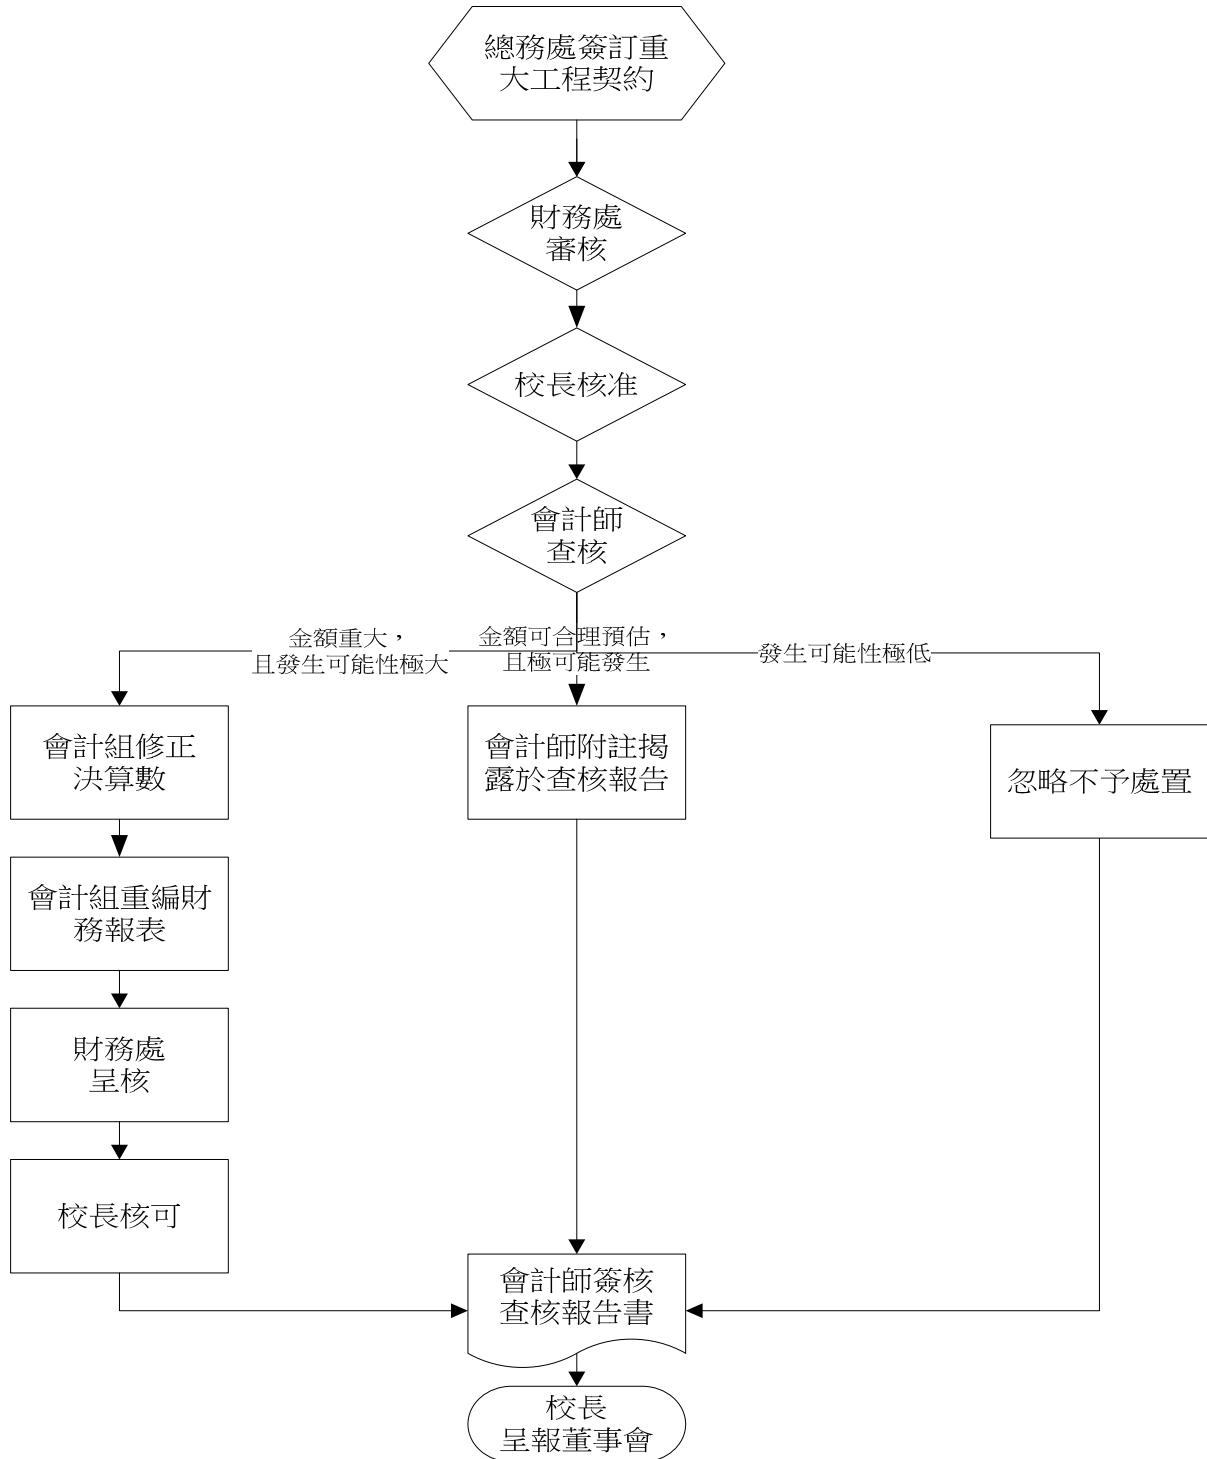 總務處簽訂重
大工程契約
財務處
審核
校長核准
會計師
查核
金額重大，
且發生可能性極大
金額可合理預估，
且極可能發生
發生可能性極低
會計組修正
決算數
會計師附註揭
露於查核報告
忽略不予處置
會計組重編財
務報表
財務處
呈核
校長核可
會計師簽核
查核報告書
校長
呈報董事會